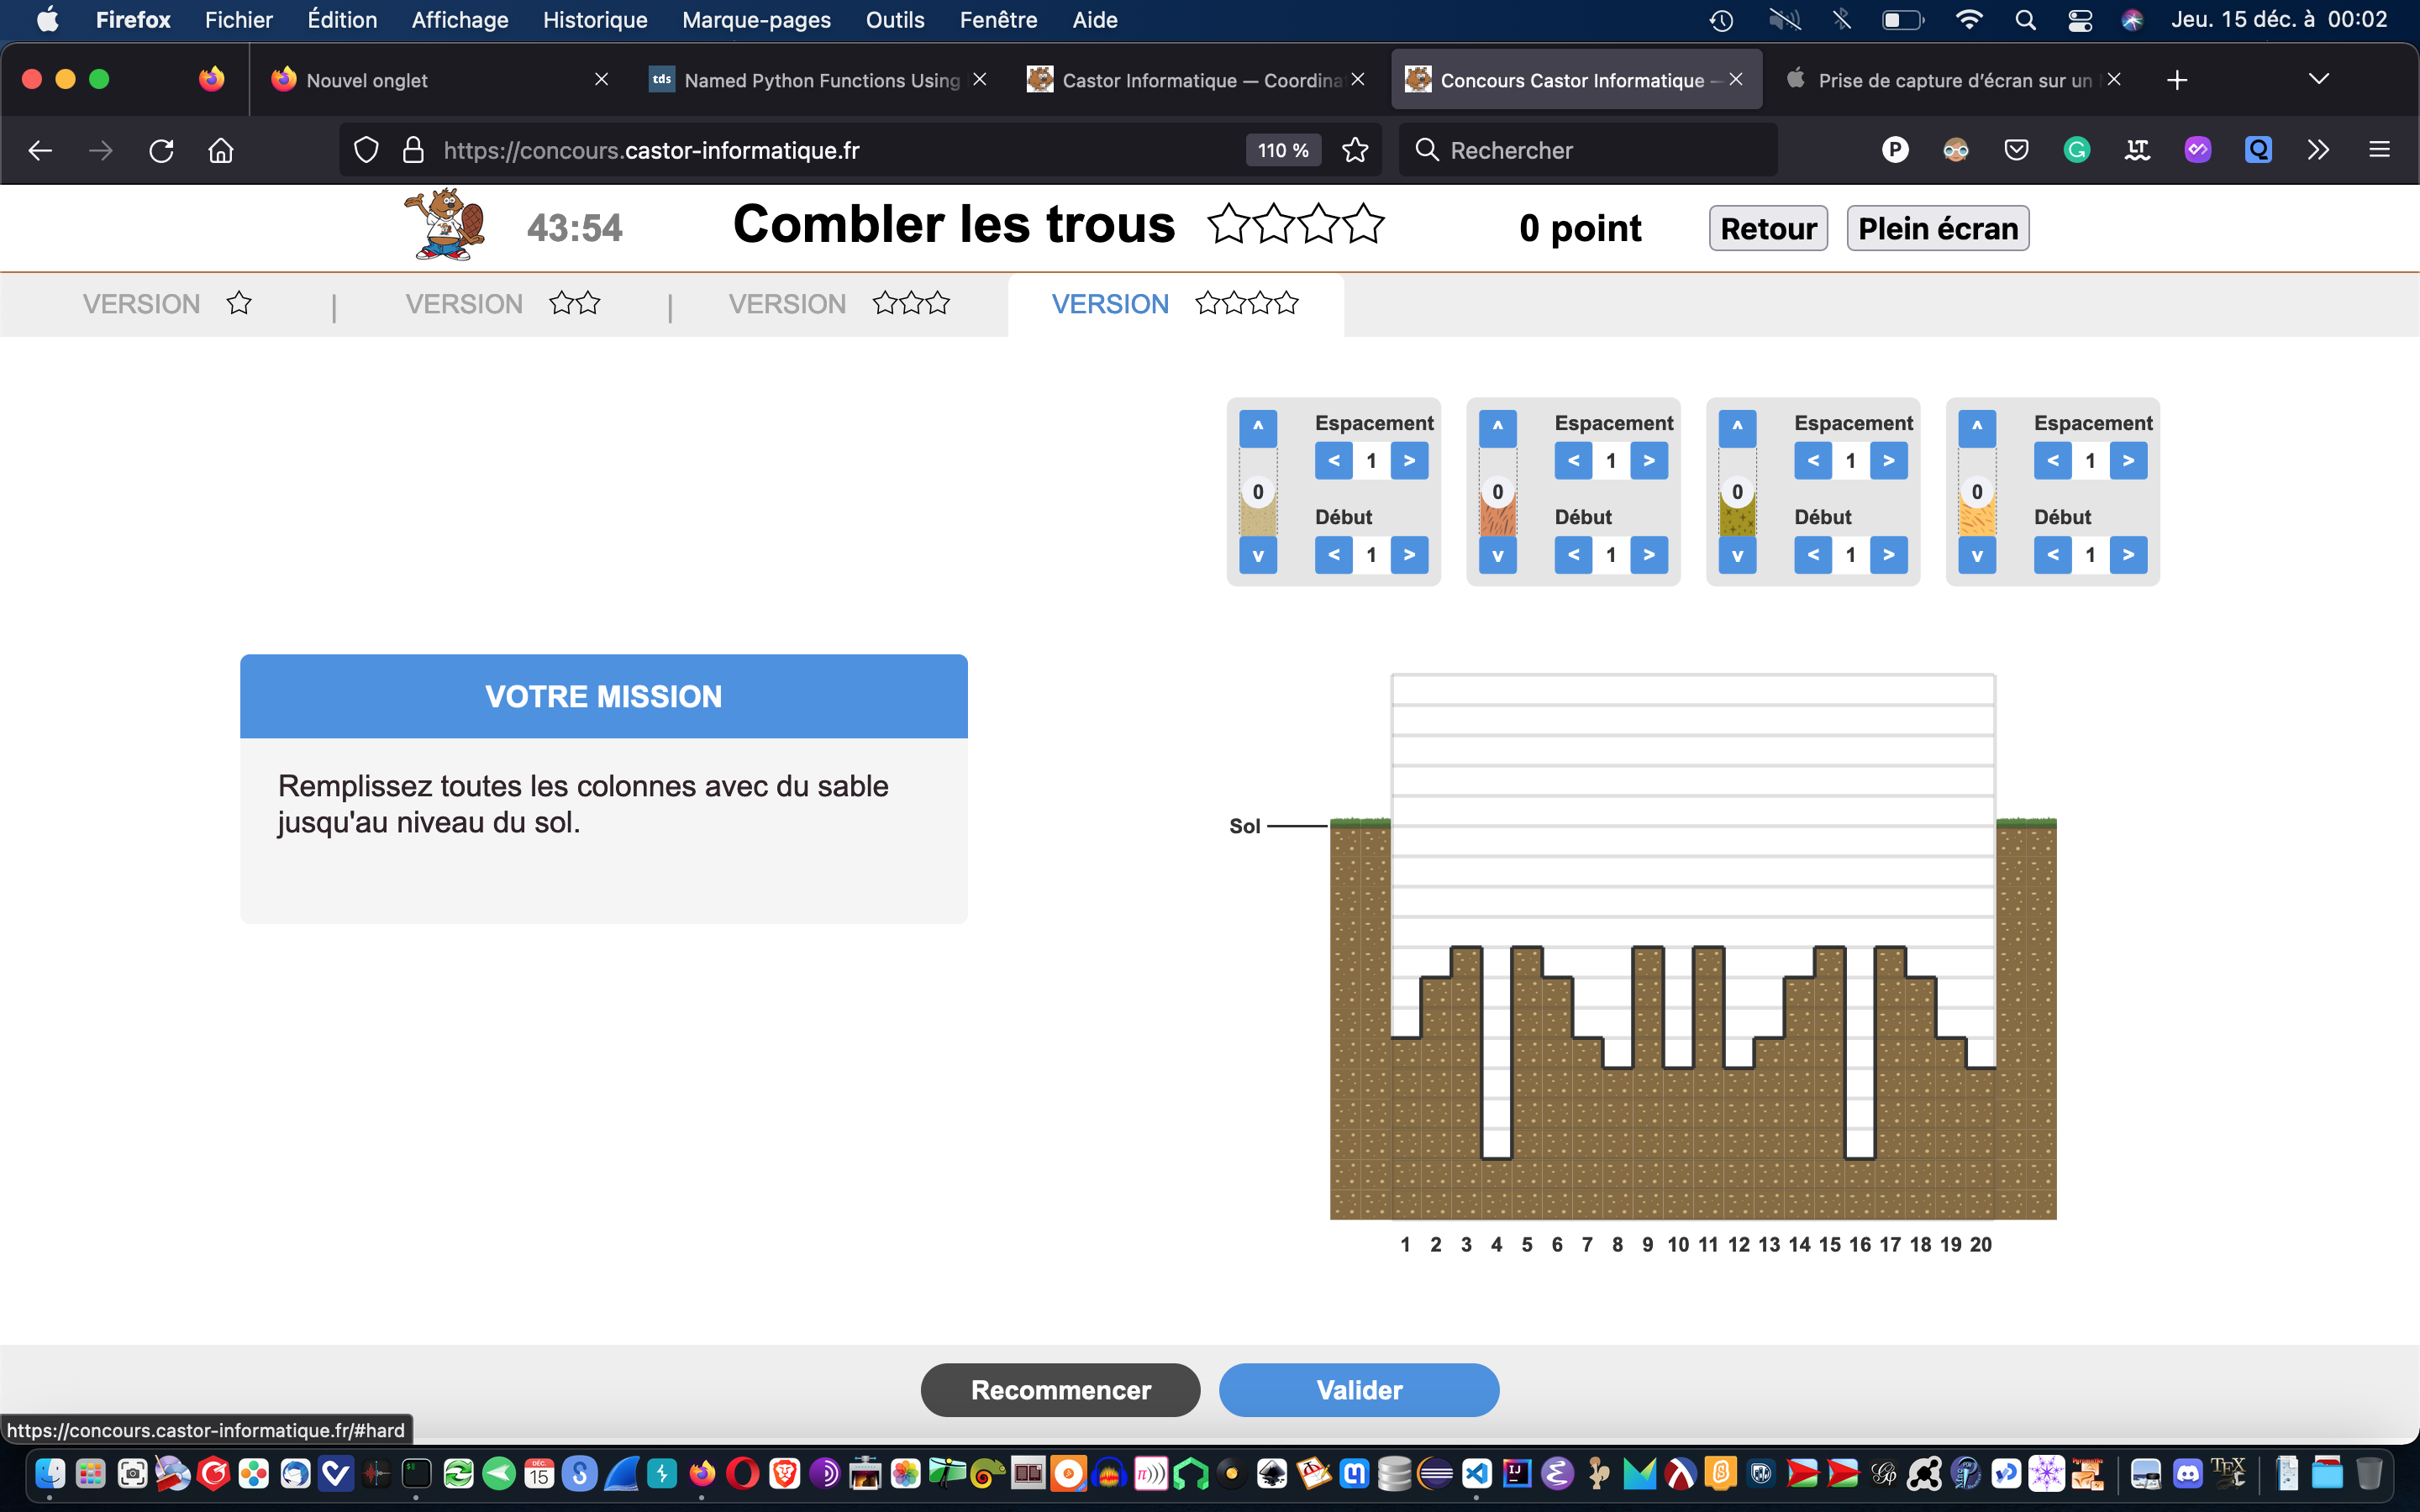 Firefox Fichier Édition Affichage Historique Marque-pages Outils Fenêtre Aide Jeu. 15 déc. à 00:02
Nouvel onglet tds Named Python Functions Using Castor Informatique — Coordina Concours Castor Informatique — Prise de capture d'écran sur un
https://concours.castor-informatique.fr 110 % Rechercher
43:54 Combler les trous 0 point Retour Plein écran
VERSION | VERSION | VERSION VERSION
^ Espacement ^ Espacement ^ Espacement ^ Espacement
< 1 > < 1 > < 1 > < 1 >
0 0 0 0
Début Début Début Début
v < 1 > v < 1 > v < 1 > v < 1 >
VOTRE MISSION
Remplissez toutes les colonnes avec du sable
jusqu'au niveau du sol.
Sol
1 2 3 4 5 6 7 8 9 10 11 12 13 14 15 16 17 18 19 20
Recommencer Valider
https://concours.castor-informatique.fr/#hard
DÉC. 15